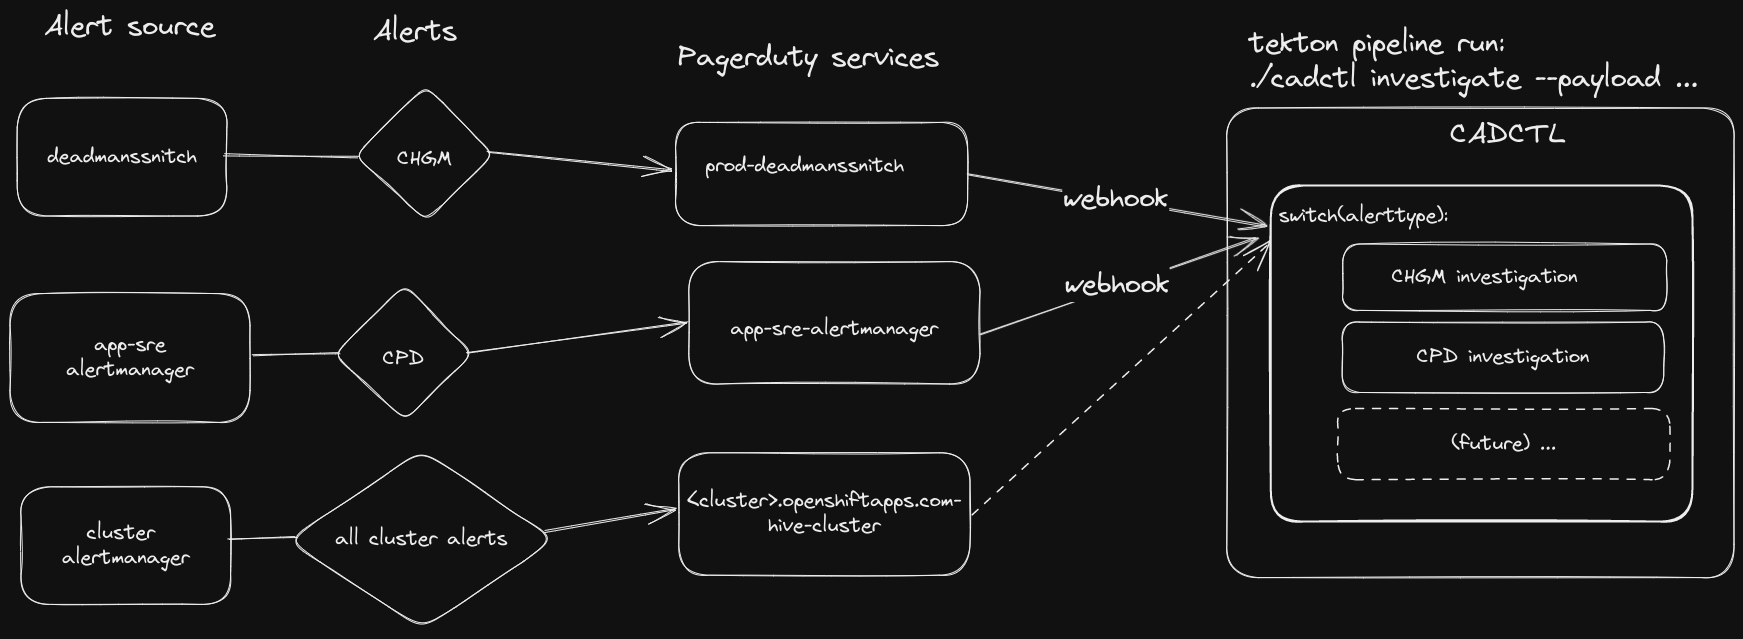 Alert source
Alerts
Pagerduty services
tekton pipeline run:
./cadctl investigate --payload ...
deadmanssnitch
CHGM
prod-deadmanssnitch
webhook
CADCTL
switch(alerttype):
CHGM investigation
CPD investigation
(future) ...
app-sre
alertmanager
CPD
app-sre-alertmanager
webhook
cluster
alertmanager
all cluster alerts
<cluster>.openshiftapps.com-
hive-cluster